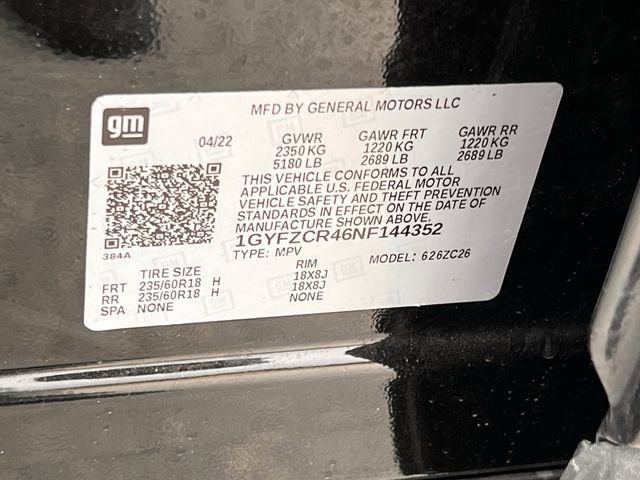 MFD BY GENERAL MOTORS LLC
gm
04/22 GVWR GAWR FRT GAWR RR
2350 KG 1220 KG 1220 KG
5180 LB 2689 LB 2689 LB
THIS VEHICLE CONFORMS TO ALL
APPLICABLE U.S. FEDERAL MOTOR
VEHICLE SAFETY AND THEFT PREVENTION
STANDARDS IN EFFECT ON THE DATE OF
MANUFACTURE SHOWN ABOVE.
1GYFZCR46NF144352
384A TYPE: MPV MODEL: 626ZC26
TIRE SIZE RIM
FRT 235/60R18 H 18X8J
RR 235/60R18 H 18X8J
SPA NONE NONE